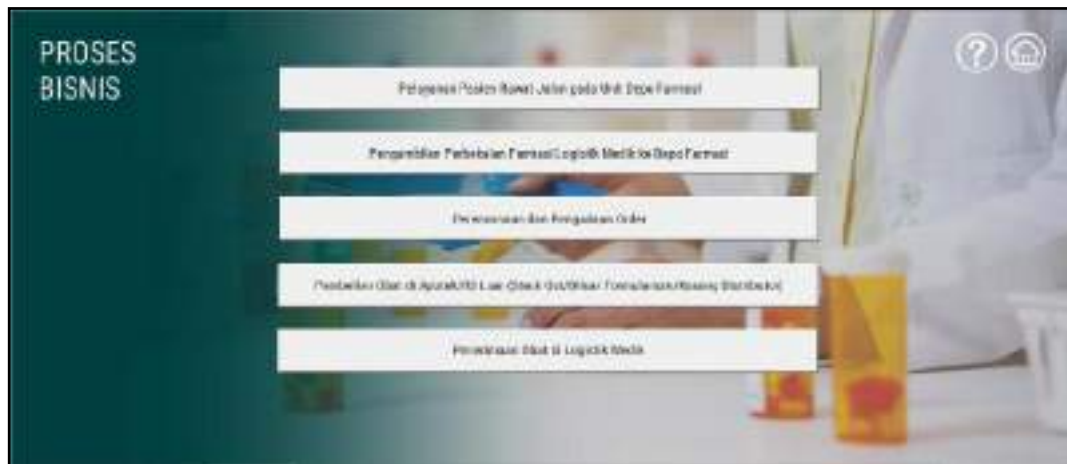 PROSES
BISNIS
?
Pelayanan Pasien Rawat Jalan pada Unit Depo Farmasi
Pengambilan Perbekalan Farmasi Logistik Medik ke Depo Farmasi
Perencanaan dan Pengadaan Order
Pembelian Obat di Apotek/RS Luar
Penerimaan Obat di Logistik Medik